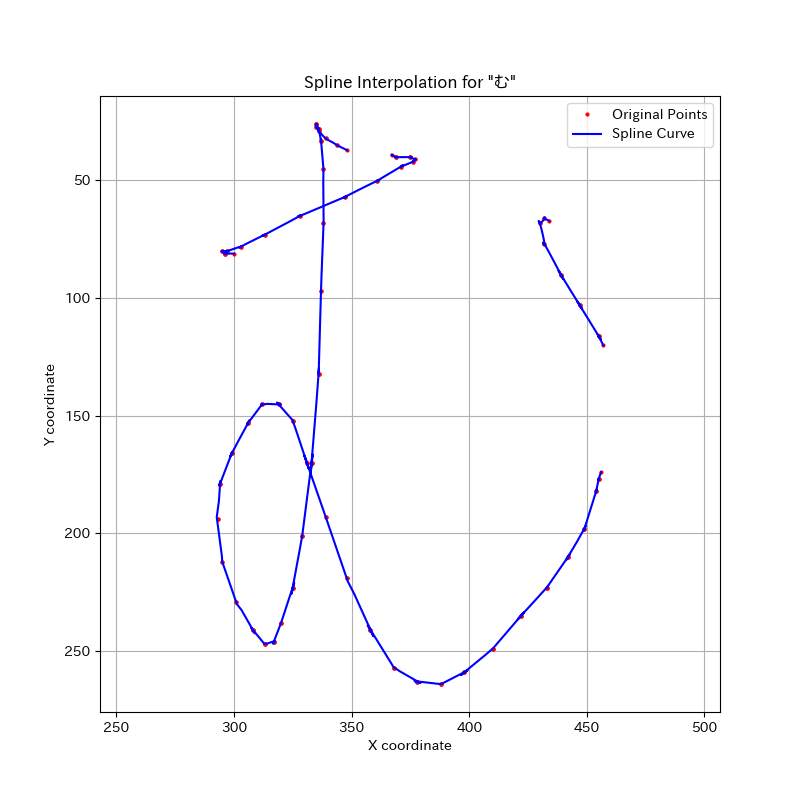 Spline Interpolation for "む"
Original Points
Spline Curve
50
100
150
200
250
Y coordinate
250 300 350 400 450 500
X coordinate
む